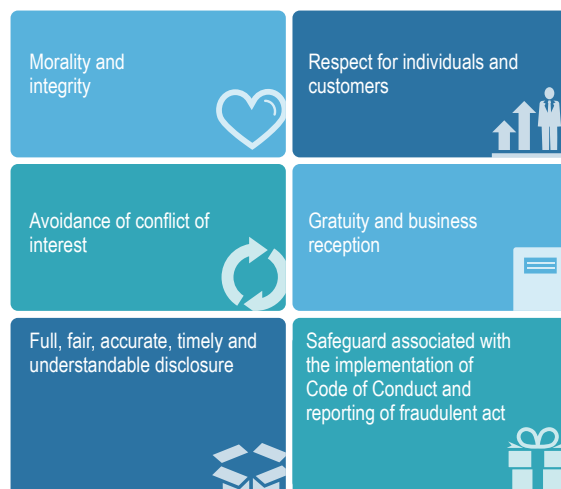 Morality and
integrity
Respect for individuals and
customers
Avoidance of conflict of
interest
Gratuity and business
reception
Full, fair, accurate, timely and
understandable disclosure
Safeguard associated with
the implementation of
Code of Conduct and
reporting of fraudulent act